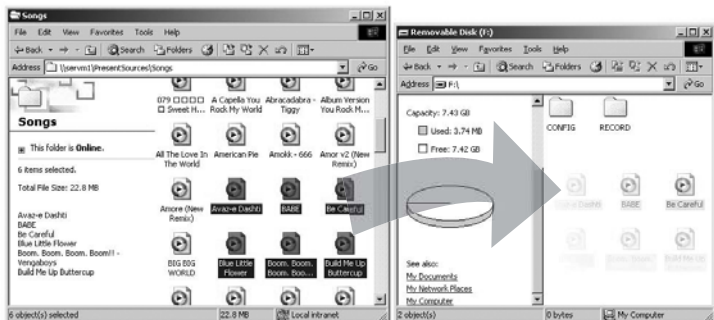 Songs
File Edit View Favorites Tools Help
Back Search Folders
Address \\servm1\PresentSources\Songs Go
Songs
This folder is Online.
6 items selected.
Total File Size: 22.8 MB
Avaz-e Dashti
BABE
Be Careful
Blue Little Flower
Boom. Boom. Boom. Boom!! -
Vengaboys
Build Me Up Buttercup
079 □□□□ A Capella You Abracadabra - Album Version
□ Sweet H... Rock My World Tiggy You Rock M...
All The Love In American Pie Amokk - 666 Amor v2 (New
The World Remix)
Amore (New Avaz-e Dashti BABE Be Careful
Remix)
BIG BIG Blue Little Boom. Boom. Build Me Up
WORLD Flower Boom. Boo... Buttercup
6 object(s) selected 22.8 MB Local intranet
Removable Disk (F:)
File Edit View Favorites Tools Help
Back Search Folders
Address F:\ Go
Capacity: 7.43 GB
Used: 3.74 MB
Free: 7.42 GB
See also:
My Documents
My Network Places
My Computer
CONFIG RECORD
Dashti BABE Be Careful
2 object(s) 0 bytes My Computer